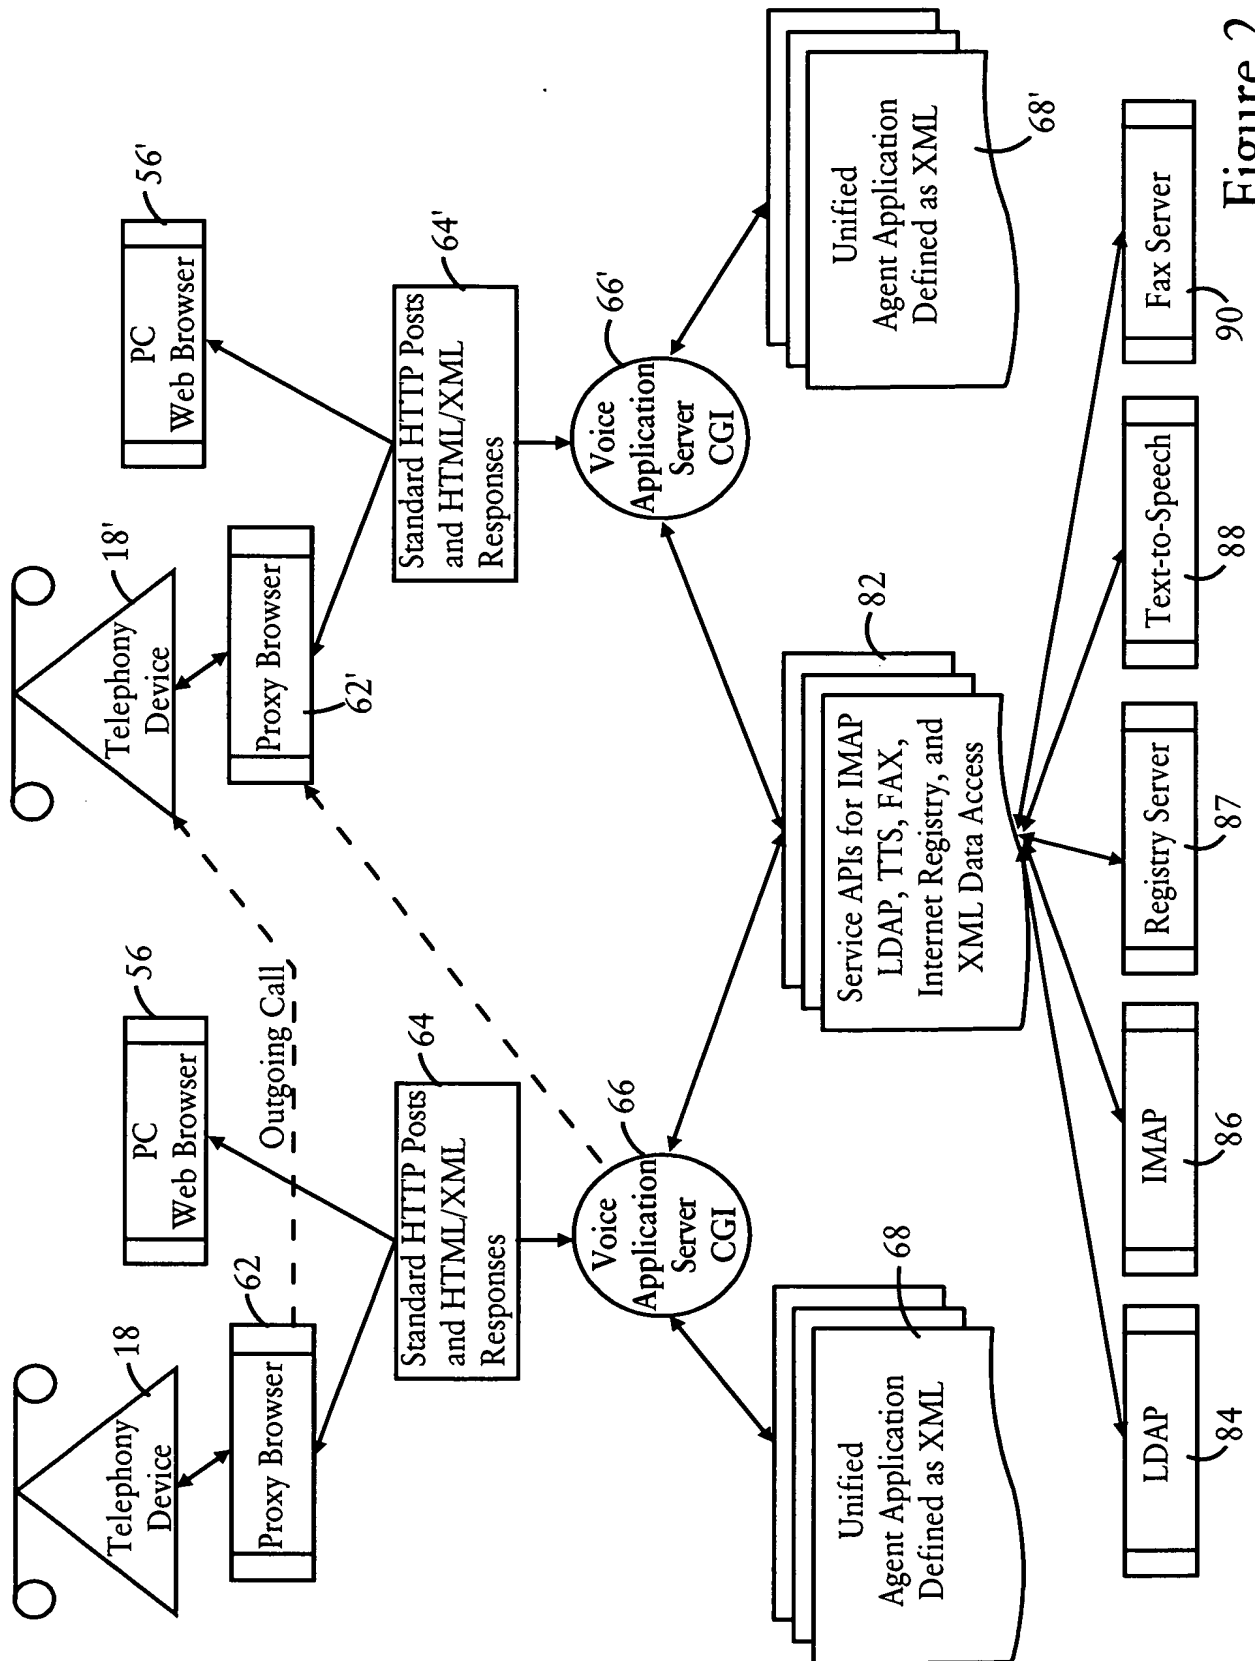 Telephony
Device
18
Proxy Browser
62
PC
Web Browser
56
Outgoing Call
Telephony
Device
18'
Proxy Browser
62'
PC
Web Browser
56'
Standard HTTP Posts
and HTML/XML
Responses
64
Standard HTTP Posts
and HTML/XML
Responses
64'
Voice
Application
Server
CGI
66
Voice
Application
Server
CGI
66'
Unified
Agent Application
Defined as XML
68
Service APIs for IMAP
LDAP, TTS, FAX,
Internet Registry, and
XML Data Access
82
Unified
Agent Application
Defined as XML
68'
LDAP
84
IMAP
86
Registry Server
87
Text-to-Speech
88
Fax Server
90
Figure 2